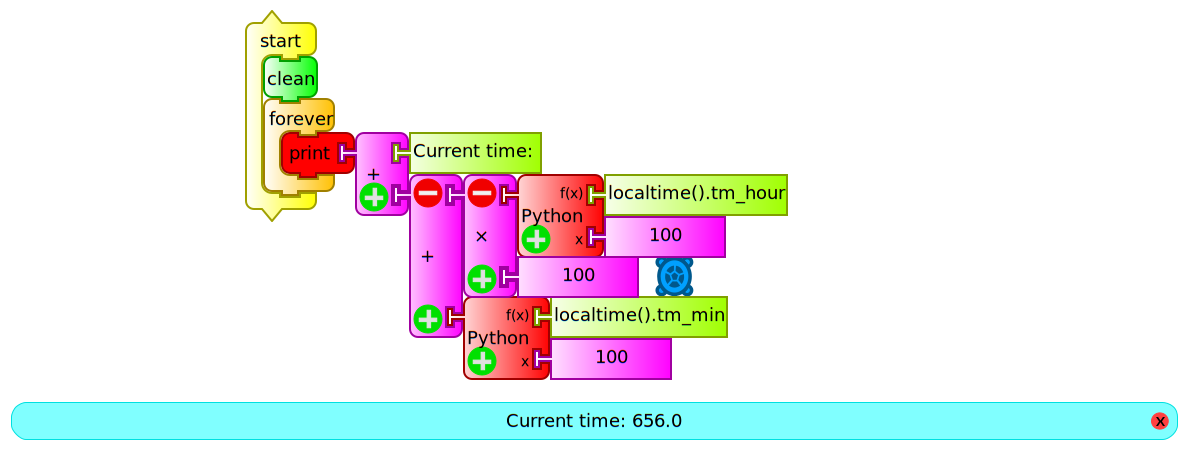 start
clean
forever
print
+
Current time:
+
×
f(x)
Python
x
localtime().tm_hour
100
100
f(x)
Python
x
localtime().tm_min
100
Current time: 656.0
X